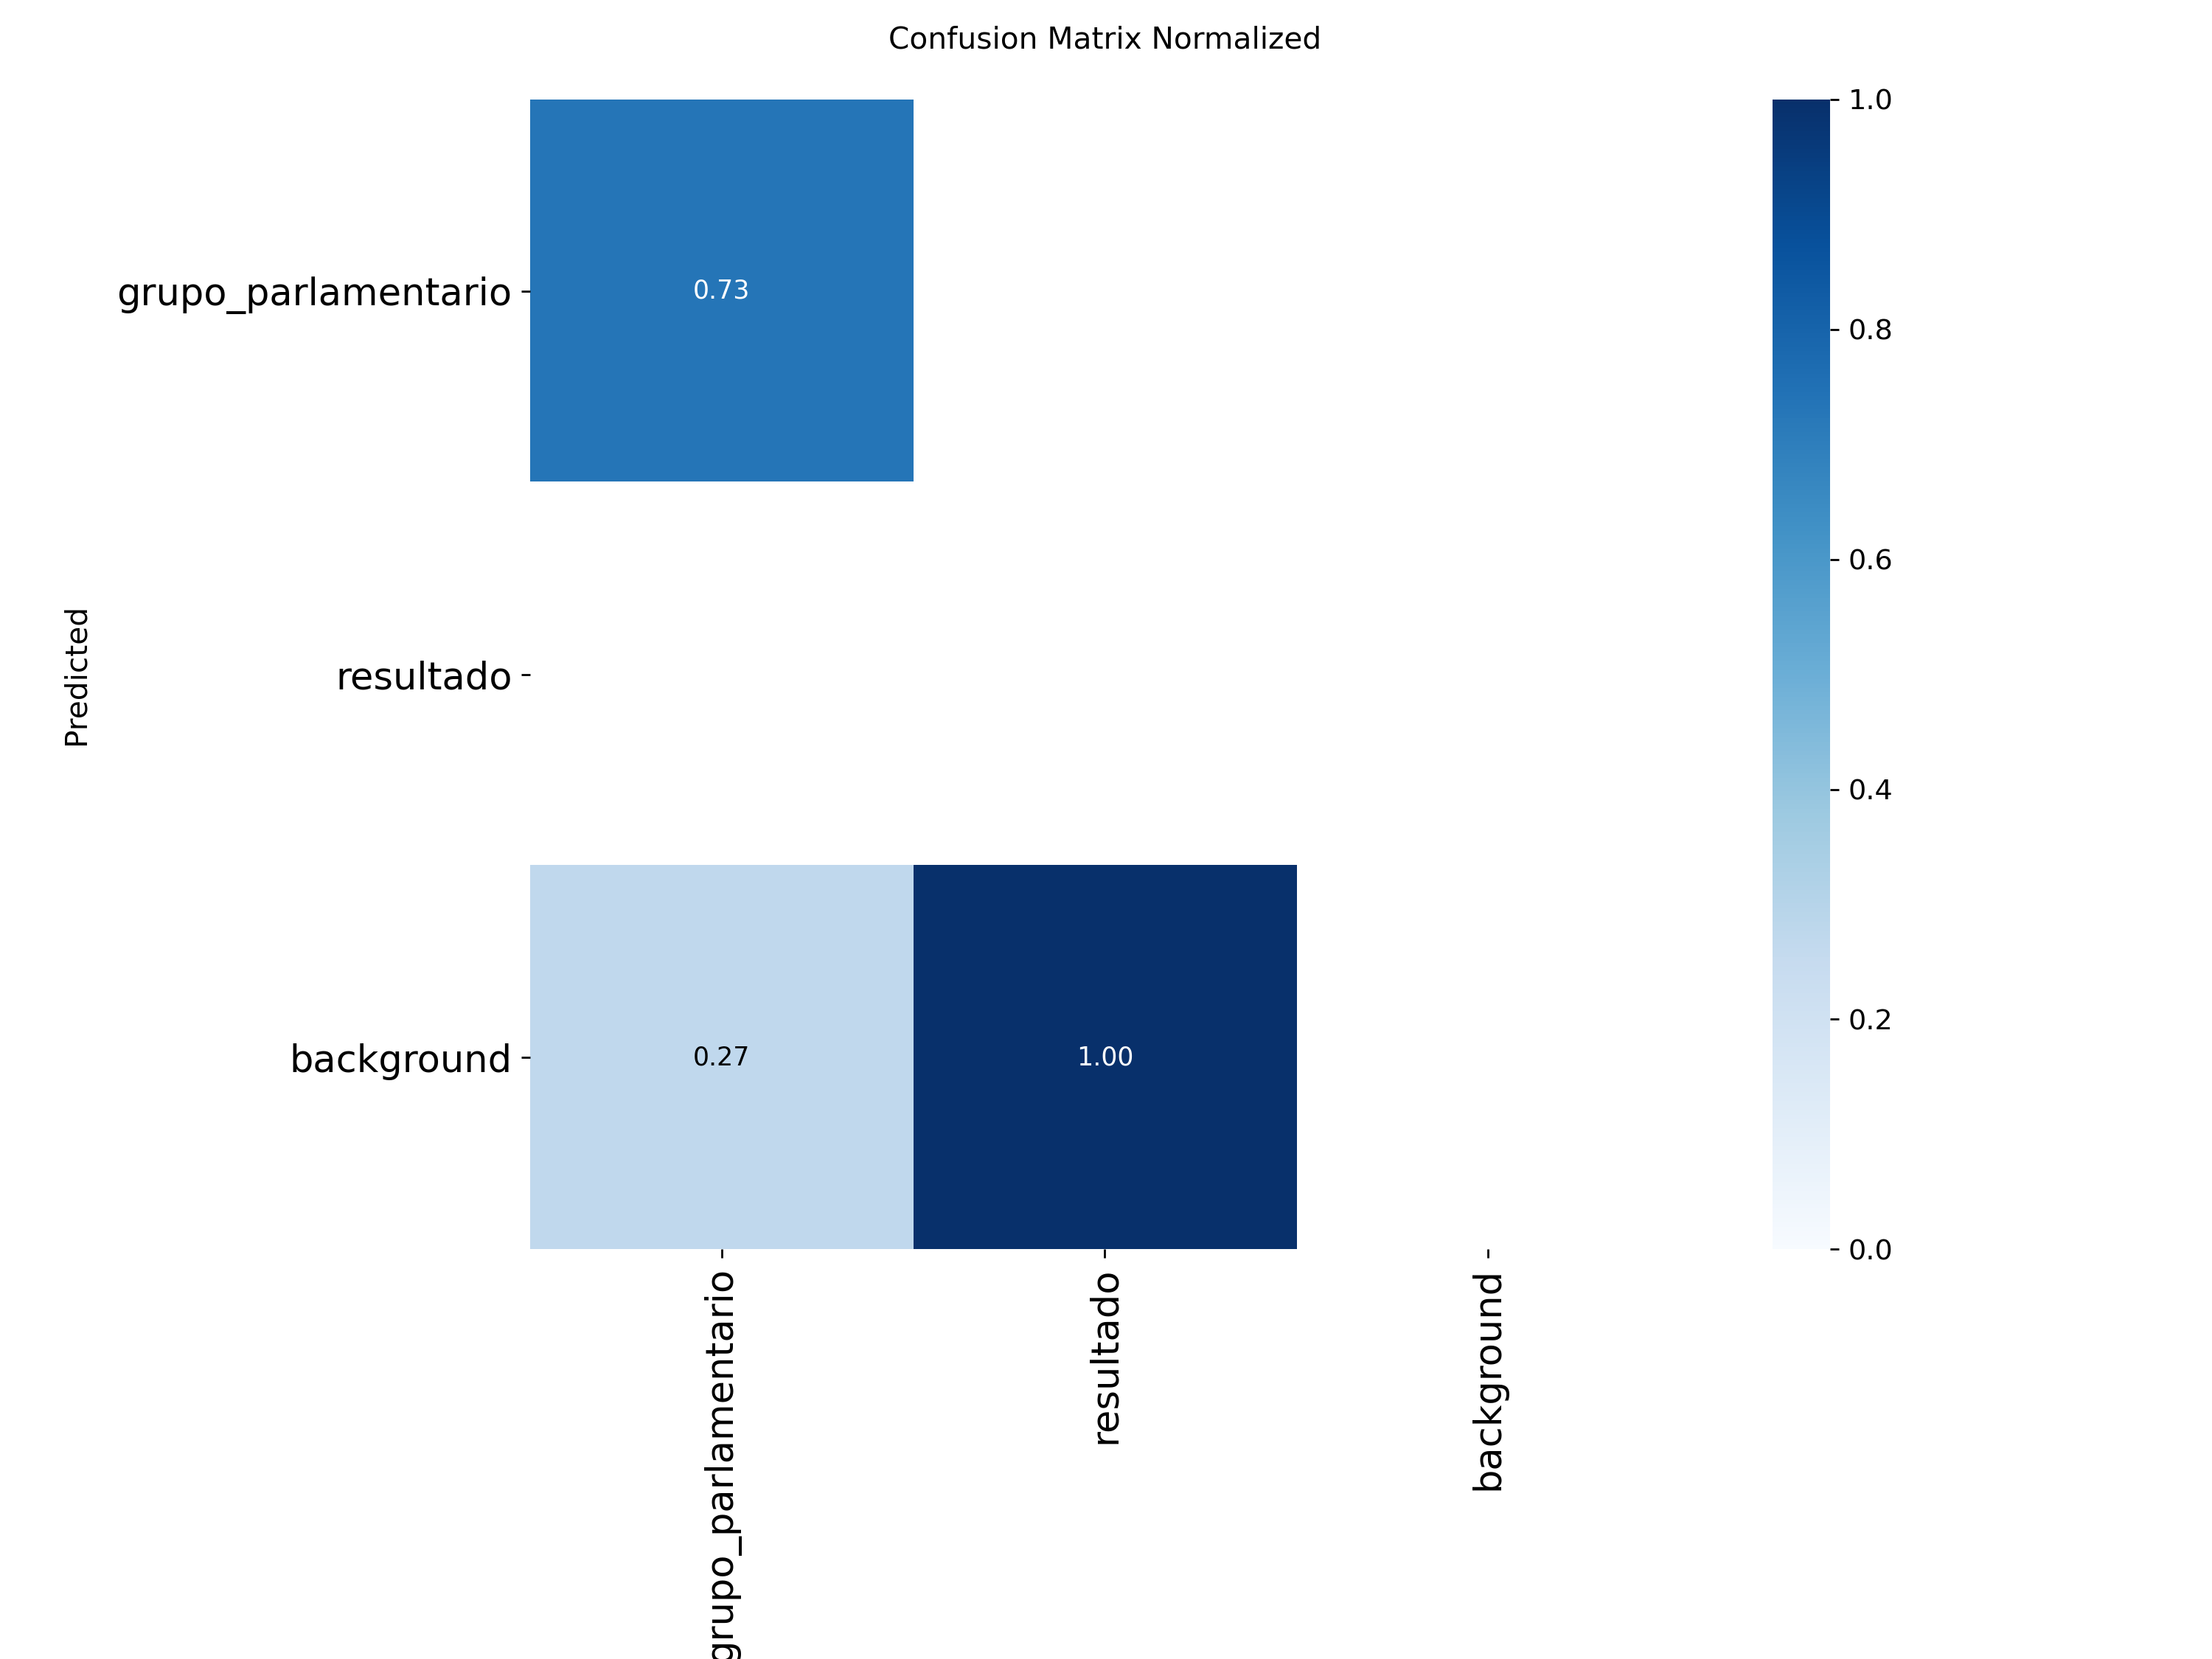 Confusion Matrix Normalized
1.0
0.8
0.6
0.4
0.2
0.0
Predicted
grupo_parlamentario
resultado
background
0.73
0.27
1.00
grupo_parlamentario
resultado
background